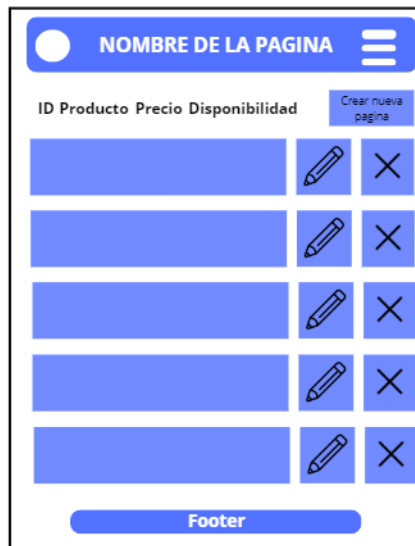 NOMBRE DE LA PAGINA
ID Producto Precio Disponibilidad
Crear nueva
pagina
Footer